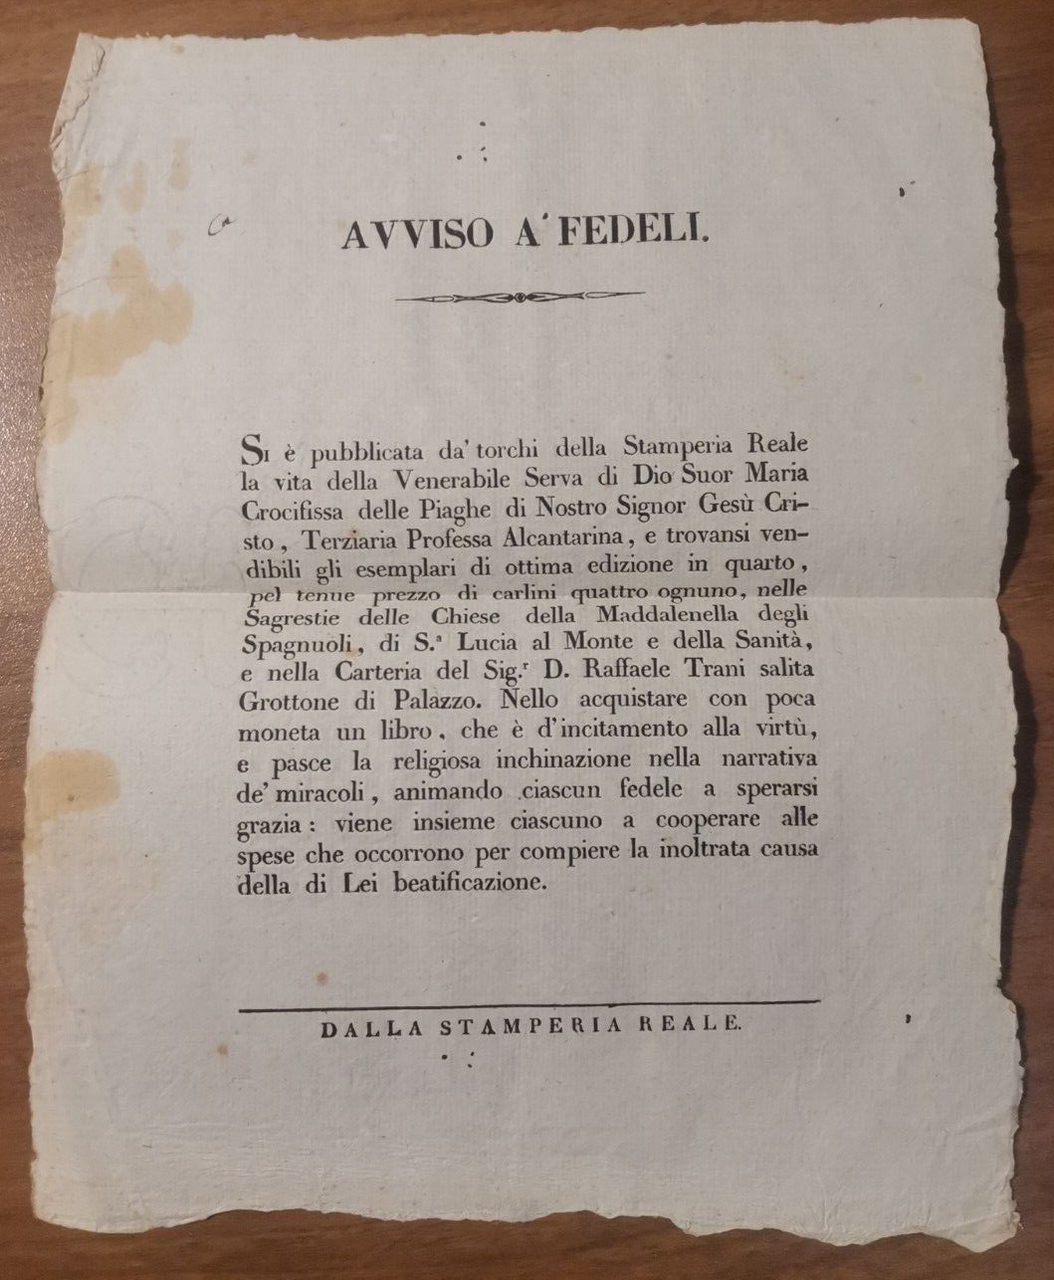 Ca
AVVISO A' FEDELI.
SI è pubblicata da' torchi della Stamperia Reale
la vita della Venerabile Serva di Dio Suor Maria
Crocifissa delle Piaghe di Nostro Signor Gesù Cri-
sto, Terziaria Professa Alcantarina, e trovansi ven-
dibili gli esemplari di ottima edizione in quarto,
pel tenue prezzo di carlini quattro ognuno, nelle
Sagrestie delle Chiese della Maddalenella degli
Spagnuoli, di S.ª Lucia al Monte e della Sanità,
e nella Carteria del Sig.r D. Raffaele Trani salita
Grottone di Palazzo. Nello acquistare con poca
moneta un libro, che è d'incitamento alla virtù,
e pasce la religiosa inchinazione nella narrativa
de' miracoli, animando ciascun fedele a sperarsi
grazia: viene insieme ciascuno a cooperare alle
spese che occorrono per compiere la inoltrata causa
della di Lei beatificazione.
DALLA STAMPERIA REALE.